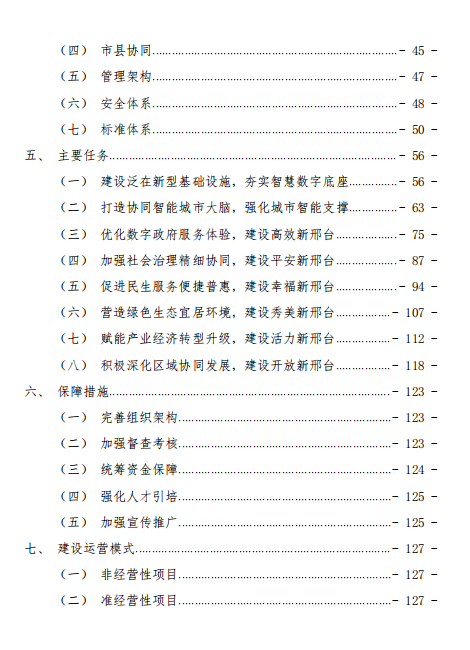 （四） 市县协同........................................ - 45 -
（五） 管理架构........................................ - 47 -
（六） 安全体系........................................ - 48 -
（七） 标准体系........................................ - 50 -
五、 主要任务........................................ - 56 -
（一） 建设泛在新型基础设施，夯实智慧数字底座............... - 56 -
（二） 打造协同智能城市大脑，强化城市智能支撑............... - 63 -
（三） 优化数字政府服务体验，建设高效新邢台.................. - 75 -
（四） 加强社会治理精细协同，建设平安新邢台.................. - 87 -
（五） 促进民生服务便捷普惠，建设幸福新邢台.................. - 94 -
（六） 营造绿色生态宜居环境，建设秀美新邢台................ - 107 -
（七） 赋能产业经济转型升级，建设活力新邢台................ - 112 -
（八） 积极深化区域协同发展，建设开放新邢台................ - 118 -
六、 保障措施........................................ - 123 -
（一） 完善组织架构........................................ - 123 -
（二） 加强督查考核........................................ - 123 -
（三） 统筹资金保障........................................ - 124 -
（四） 强化人才引培........................................ - 125 -
（五） 加强宣传推广........................................ - 125 -
七、 建设运营模式........................................ - 127 -
（一） 非经营性项目........................................ - 127 -
（二） 准经营性项目........................................ - 127 -